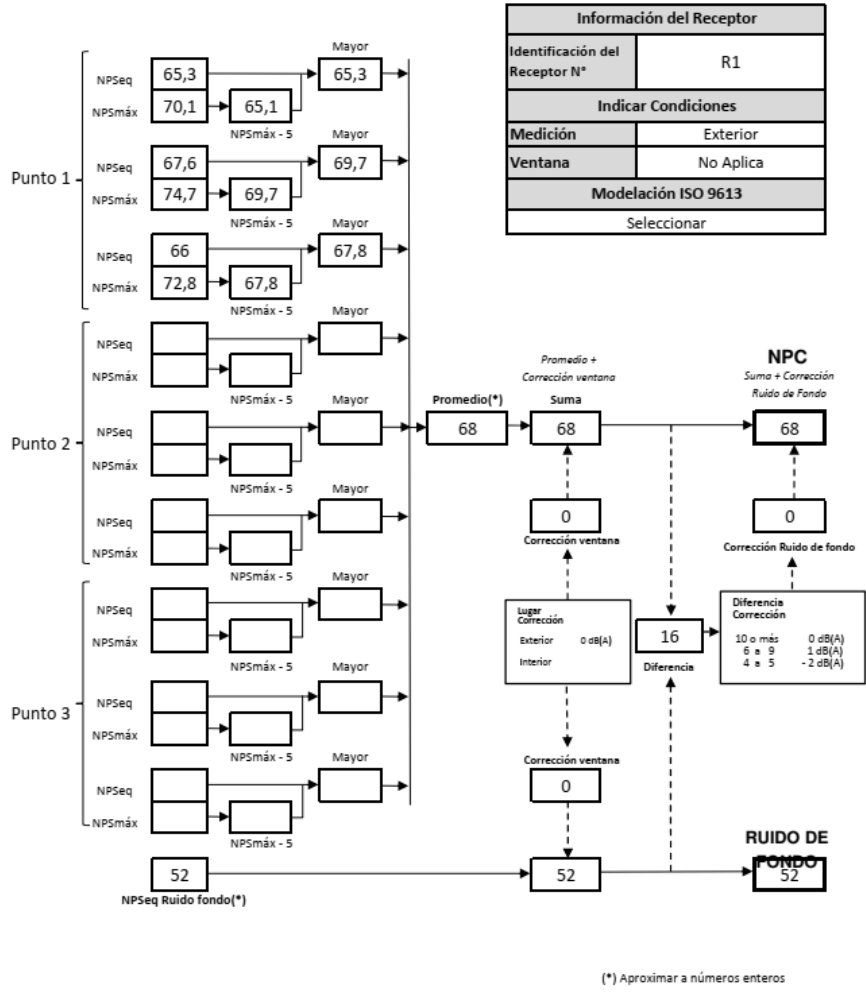 Información del Receptor
Identificación del Receptor N°
R1
Indicar Condiciones
Medición
Exterior
Ventana
No Aplica
Modelación ISO 9613
Seleccionar
Punto 1
Mayor
NPSeq
65,3
65,3
NPSmáx
70,1
65,1
NPSmáx - 5
Mayor
NPSeq
67,6
69,7
NPSmáx
74,7
69,7
NPSmáx - 5
Mayor
NPSeq
66
67,8
NPSmáx
72,8
67,8
NPSmáx - 5
Punto 2
Mayor
NPSeq
NPSmáx
NPSmáx - 5
Mayor
NPSeq
NPSmáx
NPSmáx - 5
Mayor
NPSeq
NPSmáx
NPSmáx - 5
Punto 3
Mayor
NPSeq
NPSmáx
NPSmáx - 5
Mayor
NPSeq
NPSmáx
NPSmáx - 5
Mayor
NPSeq
NPSmáx
NPSmáx - 5
Promedio(*)
68
Promedio +
Corrección ventana
Suma
68
NPC
Suma + Corrección
Ruido de Fondo
68
0
Corrección ventana
0
Corrección Ruido de fondo
Lugar
Corrección
Exterior 0 dB(A)
Interior
16
Diferencia
Diferencia
Corrección
10 o más 0 dB(A)
6 a 9 1 dB(A)
4 a 5 - 2 dB(A)
Corrección ventana
0
52
NPSeq Ruido fondo(*)
52
RUIDO DE
FONDO
52
(*) Aproximar a números enteros